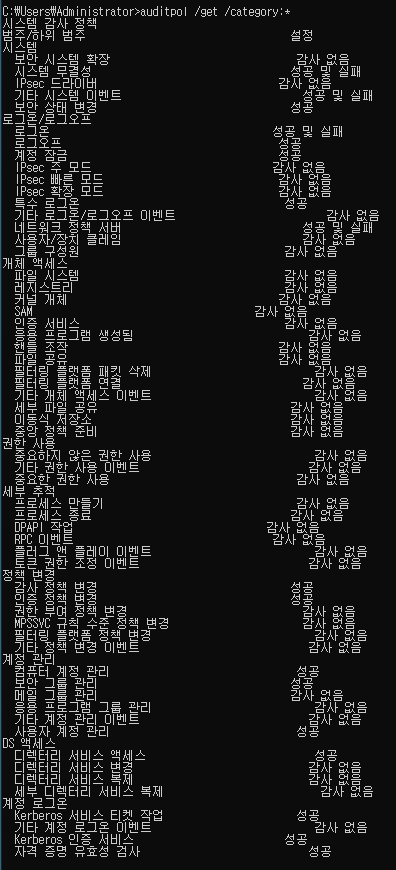 C:₩Users₩Administrator>auditpol /get /category:*
시스템 감사 정책
범주/하위 범주 설정
시스템
보안 시스템 확장 감사 없음
시스템 무결성 성공 및 실패
IPsec 드라이버 감사 없음
기타 시스템 이벤트 성공 및 실패
보안 상태 변경 성공
로그온/로그오프
로그온 성공 및 실패
로그오프 성공
계정 잠금 성공
IPsec 주 모드 감사 없음
IPsec 빠른 모드 감사 없음
IPsec 확장 모드 감사 없음
특수 로그온 성공
기타 로그온/로그오프 이벤트 감사 없음
네트워크 정책 서버 성공 및 실패
사용자/장치 클레임 감사 없음
그룹 구성원 감사 없음
개체 액세스
파일 시스템 감사 없음
레지스트리 감사 없음
커널 개체 감사 없음
SAM 감사 없음
인증 서비스 감사 없음
응용 프로그램 생성됨 감사 없음
핸들 조작 감사 없음
파일 공유 감사 없음
필터링 플랫폼 패킷 삭제 감사 없음
필터링 플랫폼 연결 감사 없음
기타 개체 액세스 이벤트 감사 없음
세부 파일 공유 감사 없음
이동식 저장소 감사 없음
중앙 정책 준비 감사 없음
권한 사용
중요하지 않은 권한 사용 감사 없음
기타 권한 사용 이벤트 감사 없음
중요한 권한 사용 감사 없음
세부 추적
프로세스 만들기 감사 없음
프로세스 종료 감사 없음
DPAPI 작업 감사 없음
RPC 이벤트 감사 없음
플러그 앤 플레이 이벤트 감사 없음
토큰 권한 조정 이벤트 감사 없음
정책 변경
감사 정책 변경 성공
인증 정책 변경 성공
권한 부여 정책 변경 감사 없음
MPSSVC 규칙 수준 정책 변경 감사 없음
필터링 플랫폼 정책 변경 감사 없음
기타 정책 변경 이벤트 감사 없음
계정 관리
컴퓨터 계정 관리 성공
보안 그룹 관리 성공
메일 그룹 관리 감사 없음
응용 프로그램 그룹 관리 감사 없음
기타 계정 관리 이벤트 감사 없음
사용자 계정 관리 성공
DS 액세스
디렉터리 서비스 액세스 성공
디렉터리 서비스 변경 감사 없음
디렉터리 서비스 복제 감사 없음
세부 디렉터리 서비스 복제 감사 없음
계정 로그온
Kerberos 서비스 티켓 작업 성공
기타 계정 로그온 이벤트 감사 없음
Kerberos 인증 서비스 성공
자격 증명 유효성 검사 성공